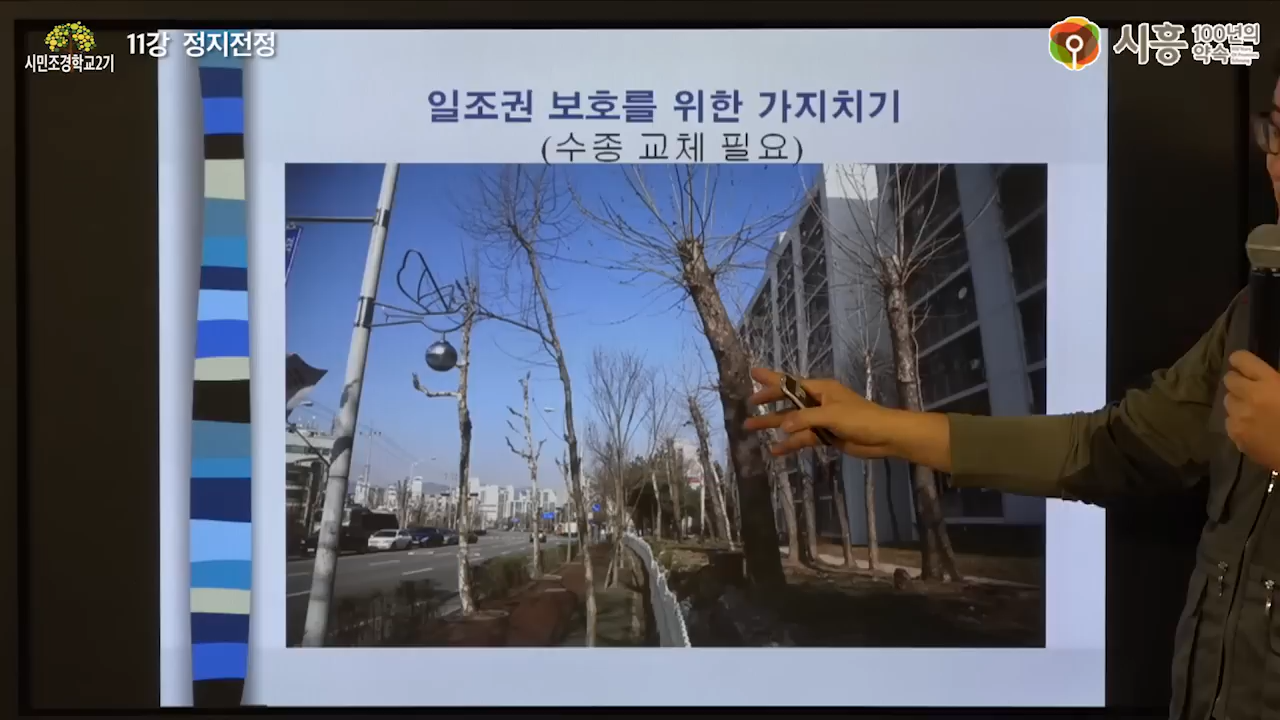 시민조경학교2기
11강 정지전정
시흥 100년의 약속
일조권 보호를 위한 가지치기
(수종 교체 필요)